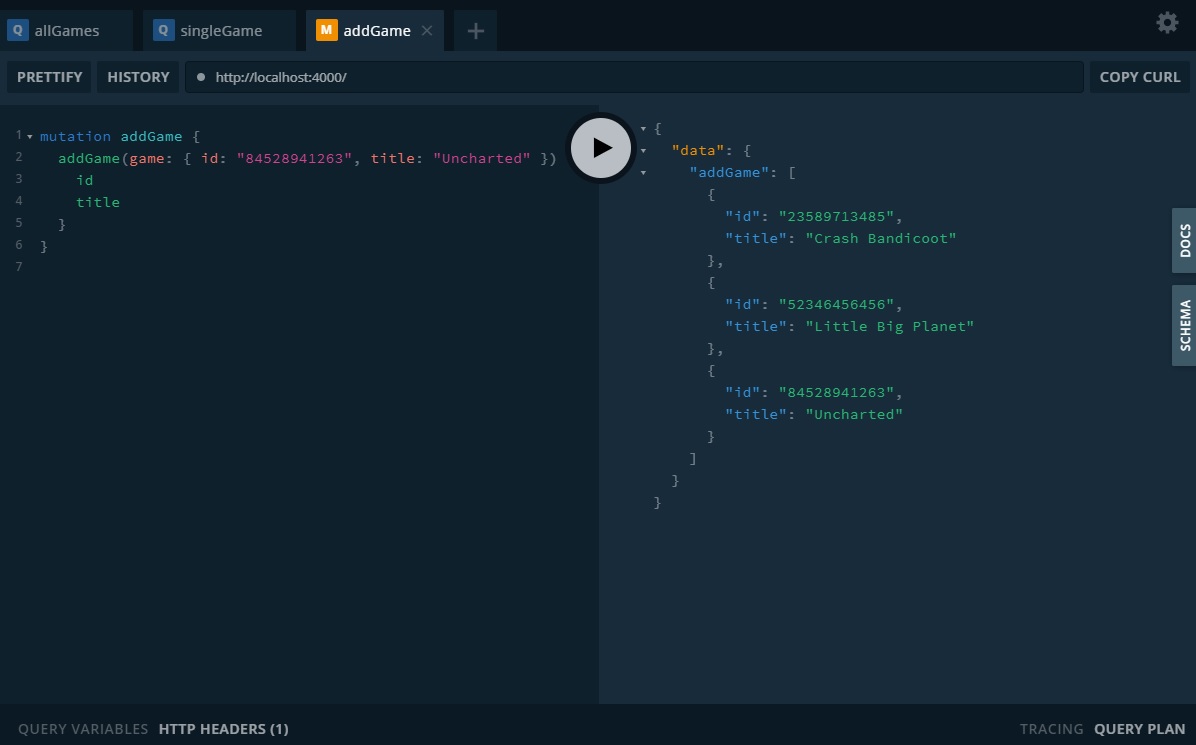 Q allGames Q singleGame M addGame × +
PRETTIFY HISTORY http://localhost:4000/ COPY CURL
1 mutation addGame {
2 addGame(game: { id: "84528941263", title: "Uncharted" })
3 id
4 title
5 }
6 }
7
{
"data": {
"addGame": [
{
"id": "23589713485",
"title": "Crash Bandicoot"
},
{
"id": "52346456456",
"title": "Little Big Planet"
},
{
"id": "84528941263",
"title": "Uncharted"
}
]
}
}
DOCS
SCHEMA
QUERY VARIABLES HTTP HEADERS (1) TRACING QUERY PLAN